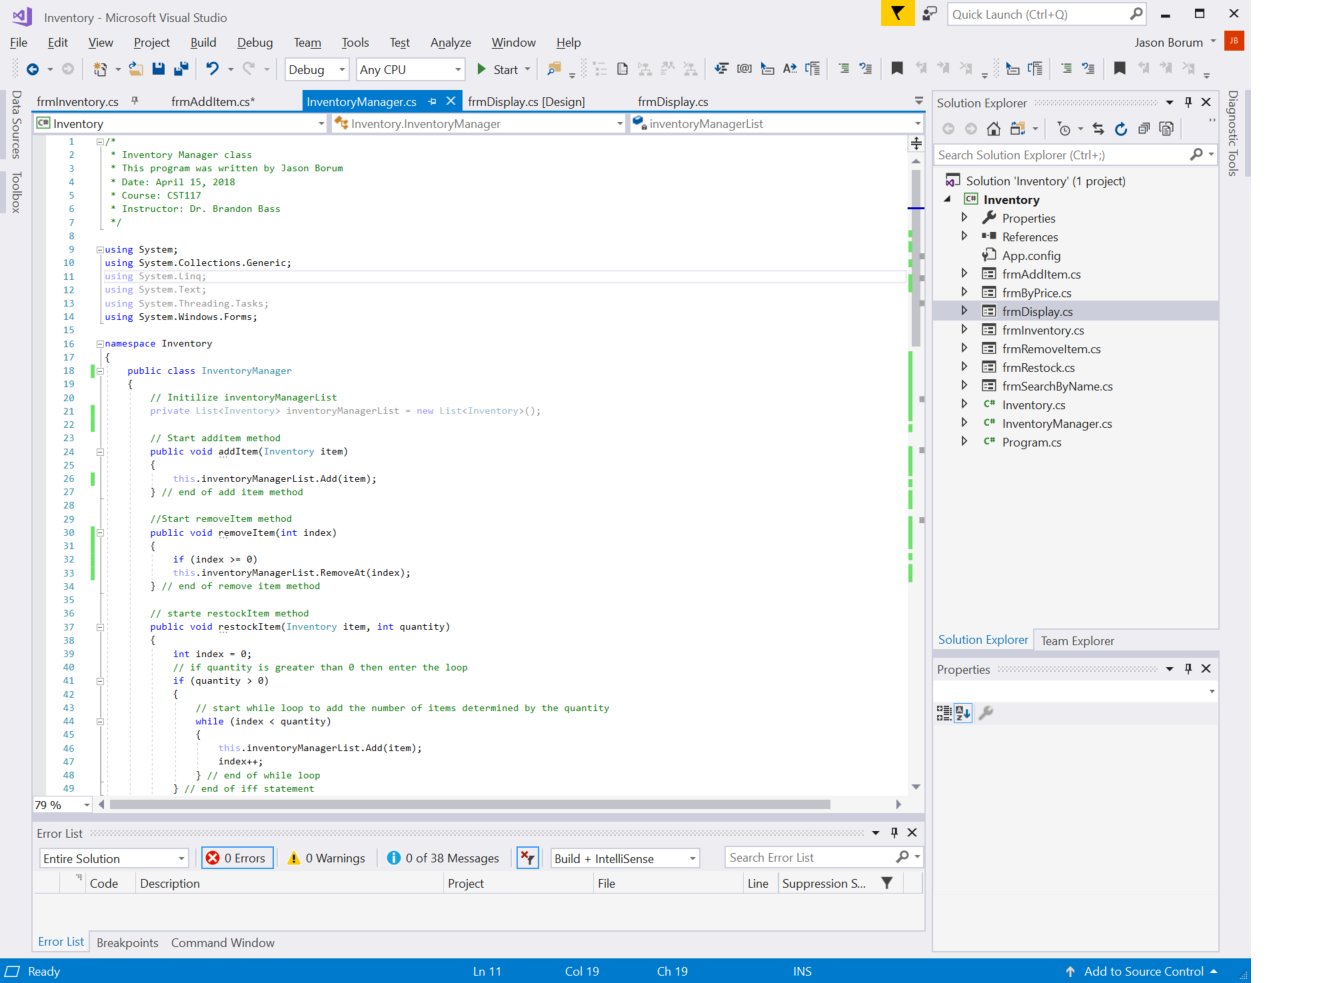 Inventory - Microsoft Visual Studio
Quick Launch (Ctrl+Q)
File Edit View Project Build Debug Team Tools Test Analyze Window Help
Jason Borum JB
Debug Any CPU Start
Data Sources
Toolbox
frmInventory.cs frmAddItem.cs* InventoryManager.cs frmDisplay.cs [Design] frmDisplay.cs
Inventory Inventory.InventoryManager inventoryManagerList
1 /*
2 * Inventory Manager class
3 * This program was written by Jason Borum
4 * Date: April 15, 2018
5 * Course: CST117
6 * Instructor: Dr. Brandon Bass
7 */
8
9 using System;
10 using System.Collections.Generic;
11 using System.Linq;
12 using System.Text;
13 using System.Threading.Tasks;
14 using System.Windows.Forms;
15
16 namespace Inventory
17 {
18 public class InventoryManager
19 {
20 // Initilize inventoryManagerList
21 private List<Inventory> inventoryManagerList = new List<Inventory>();
22
23 // Start additem method
24 public void addItem(Inventory item)
25 {
26 this.inventoryManagerList.Add(item);
27 } // end of add item method
28
29 //Start removeItem method
30 public void removeItem(int index)
31 {
32 if (index >= 0)
33 this.inventoryManagerList.RemoveAt(index);
34 } // end of remove item method
35
36 // starte restockItem method
37 public void restockItem(Inventory item, int quantity)
38 {
39 int index = 0;
40 // if quantity is greater than 0 then enter the loop
41 if (quantity > 0)
42 {
43 // start while loop to add the number of items determined by the quantity
44 while (index < quantity)
45 {
46 this.inventoryManagerList.Add(item);
47 index++;
48 } // end of while loop
49 } // end of iff statement
79 %
Error List
Entire Solution 0 Errors 0 Warnings 0 of 38 Messages Build + IntelliSense Search Error List
Code Description Project File Line Suppression S...
Error List Breakpoints Command Window
Solution Explorer
Search Solution Explorer (Ctrl+;)
Solution 'Inventory' (1 project)
C# Inventory
Properties
References
App.config
frmAddItem.cs
frmByPrice.cs
frmDisplay.cs
frmInventory.cs
frmRemoveItem.cs
frmRestock.cs
frmSearchByName.cs
C# Inventory.cs
C# InventoryManager.cs
C# Program.cs
Solution Explorer Team Explorer
Properties
Diagnostic Tools
Ready Ln 11 Col 19 Ch 19 INS Add to Source Control